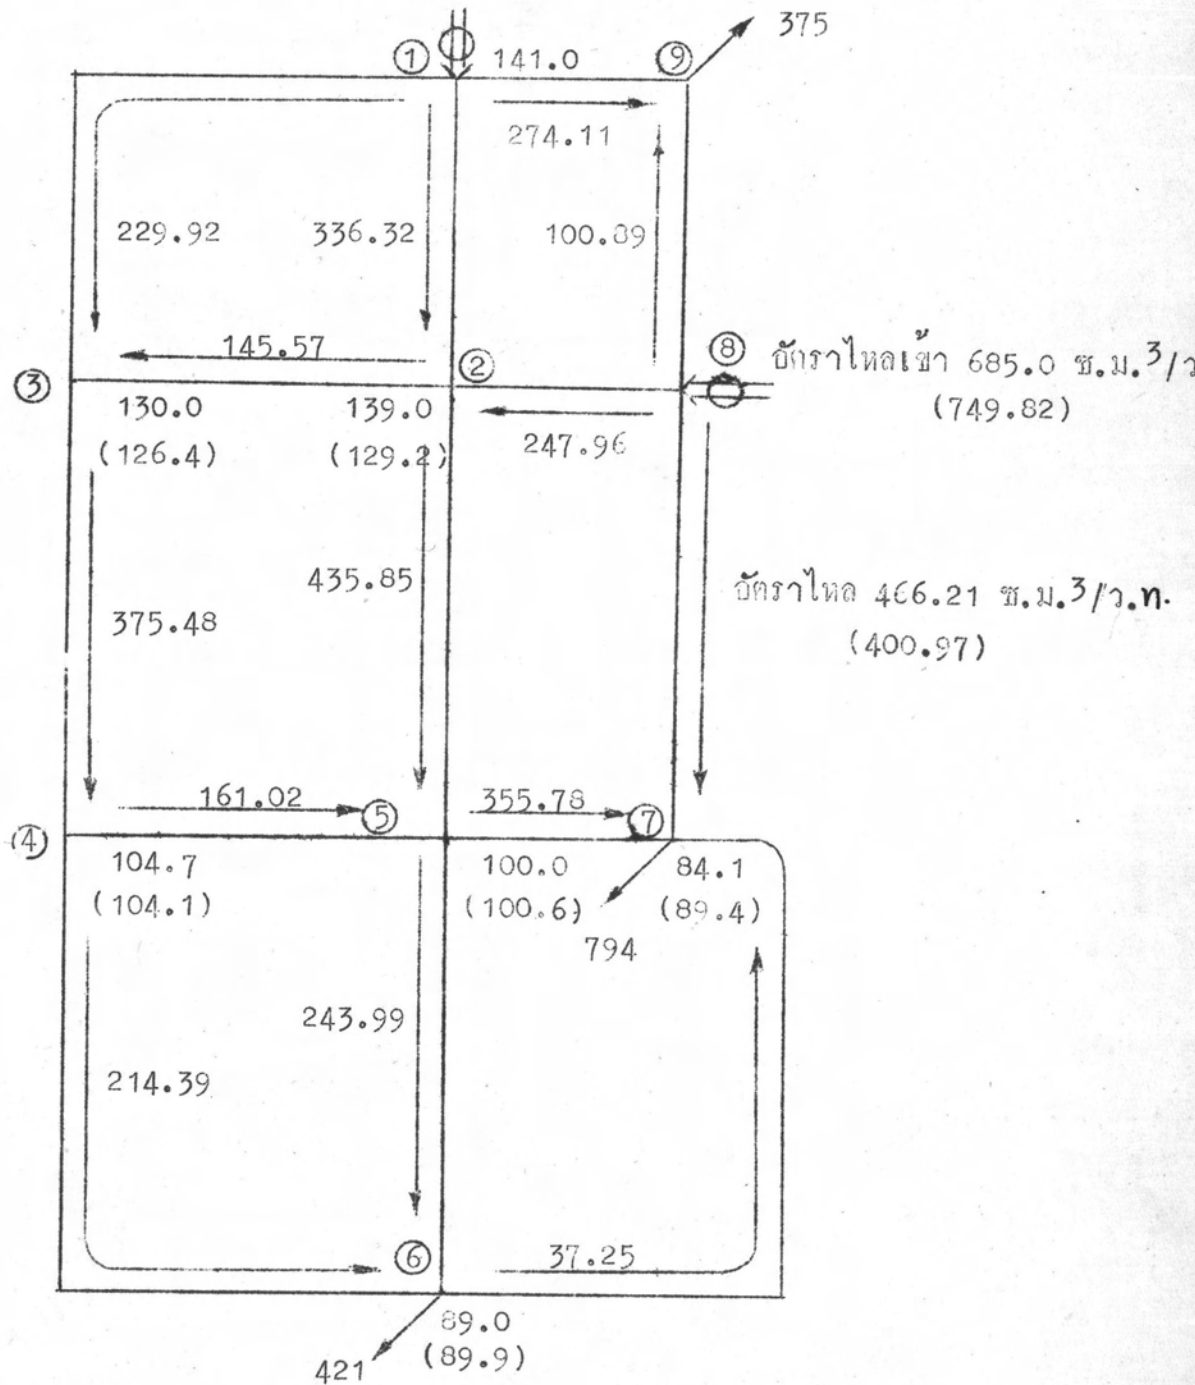 375
① 141.0 ⑨
274.11
229.92 336.32 100.89
145.57
② ⑧ อัตราไหลเข้า 685.0 ซ.ม.³/ว
③
130.0 139.0 (749.82)
(126.4) (129.2) 247.96
435.85
อัตราไหล 466.21 ซ.ม.³/ว.ท.
375.48
(400.97)
161.02 ⑤ 355.78 ⑦
④
104.7 100.0 84.1
(104.1) (100.6) (89.4)
794
243.99
214.39
⑥ 37.25
89.0
(89.9)
421